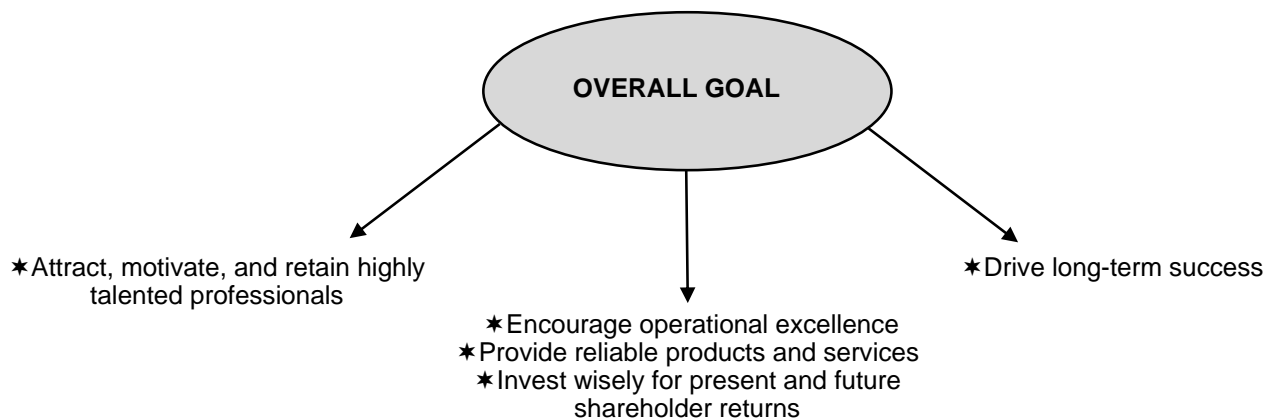 OVERALL GOAL
✶Attract, motivate, and retain highly
talented professionals
✶Encourage operational excellence
✶Provide reliable products and services
✶Invest wisely for present and future
shareholder returns
✶Drive long-term success